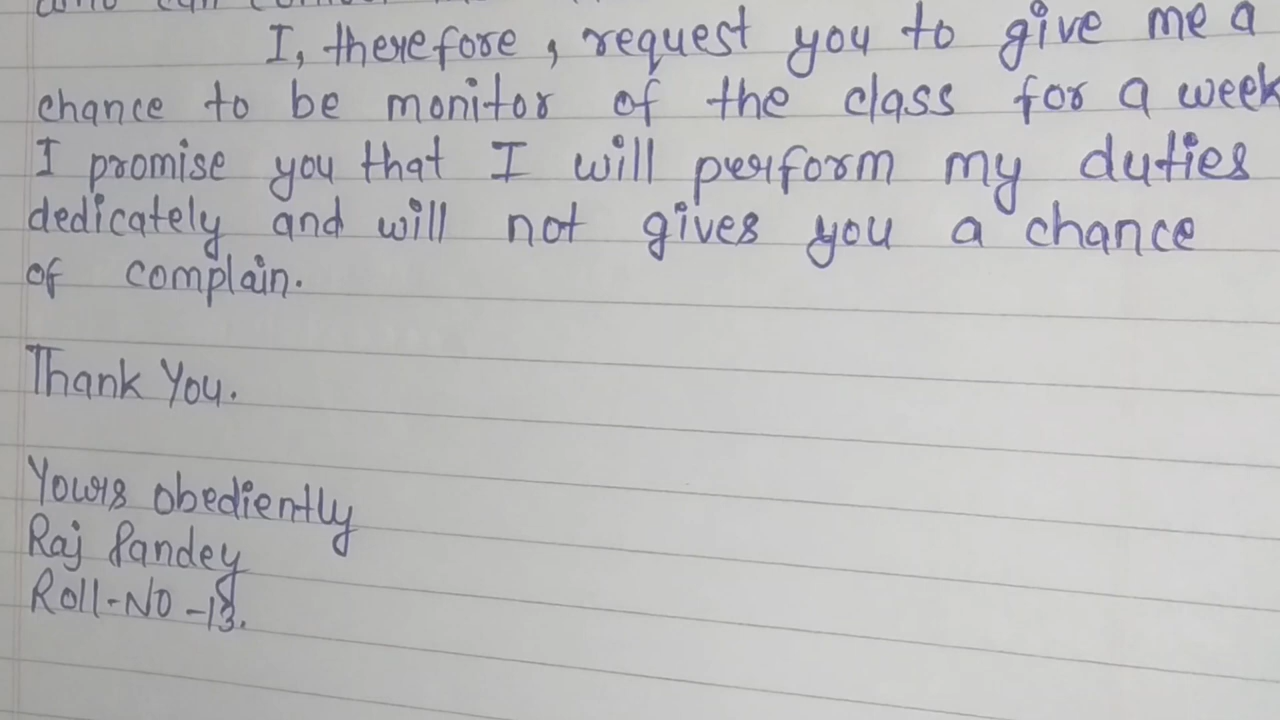 I, therefore, request you to give me a
chance to be monitor of the class for a week
I promise you that I will perform my duties
dedicately and will not gives you a chance
of complain.
Thank You.
Yours obediently
Raj Pandey
Roll-No -13.